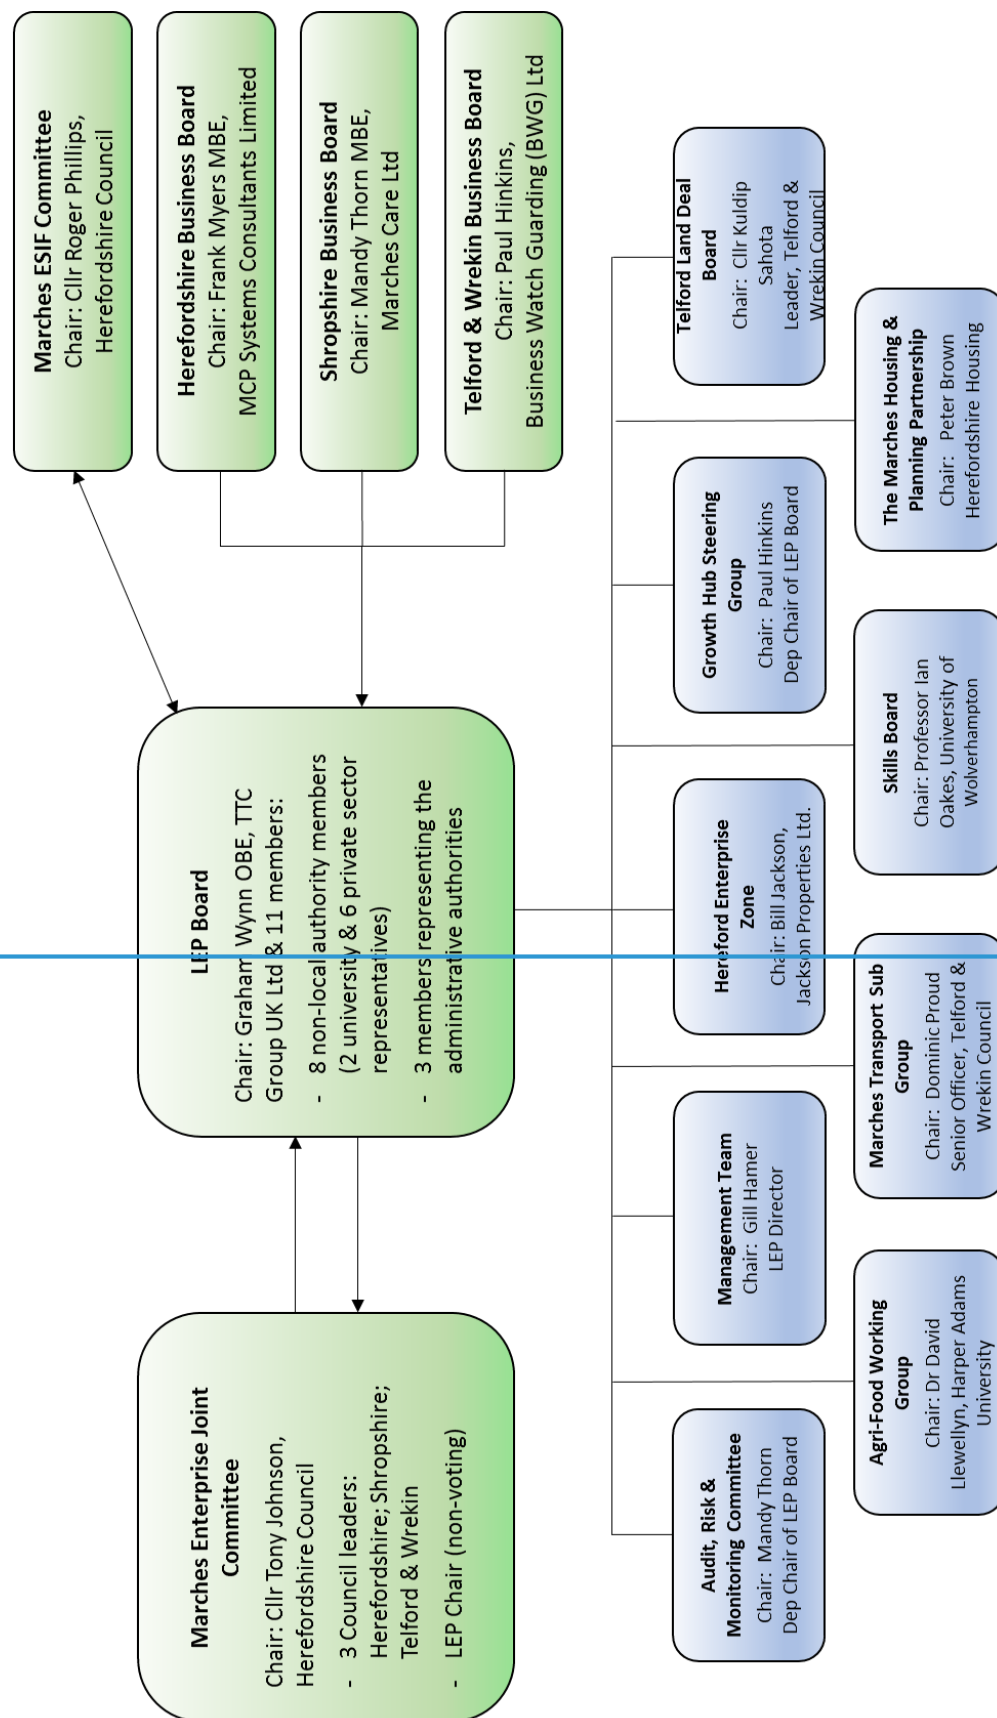 Marches Enterprise Joint
Committee
Chair: Cllr Tony Johnson,
Herefordshire Council
- 3 Council leaders:
Herefordshire; Shropshire;
Telford & Wrekin
- LEP Chair (non-voting)
LEP Board
Chair: Graham Wynn OBE, TTC
Group UK Ltd & 11 members:
- 8 non-local authority members
(2 university & 6 private sector
representatives)
- 3 members representing the
administrative authorities
Marches ESIF Committee
Chair: Cllr Roger Phillips,
Herefordshire Council
Herefordshire Business Board
Chair: Frank Myers MBE,
MCP Systems Consultants Limited
Shropshire Business Board
Chair: Mandy Thorn MBE,
Marches Care Ltd
Telford & Wrekin Business Board
Chair: Paul Hinkins,
Business Watch Guarding (BWG) Ltd
Audit, Risk &
Monitoring Committee
Chair: Mandy Thorn
Dep Chair of LEP Board
Management Team
Chair: Gill Hamer
LEP Director
Hereford Enterprise
Zone
Chair: Bill Jackson,
Jackson Properties Ltd.
Growth Hub Steering
Group
Chair: Paul Hinkins
Dep Chair of LEP Board
Telford Land Deal
Board
Chair: Cllr Kuldip
Sahota
Leader, Telford &
Wrekin Council
Agri-Food Working
Group
Chair: Dr David
Llewellyn, Harper Adams
University
Marches Transport Sub
Group
Chair: Dominic Proud
Senior Officer, Telford &
Wrekin Council
Skills Board
Chair: Professor Ian
Oakes, University of
Wolverhampton
The Marches Housing &
Planning Partnership
Chair: Peter Brown
Herefordshire Housing